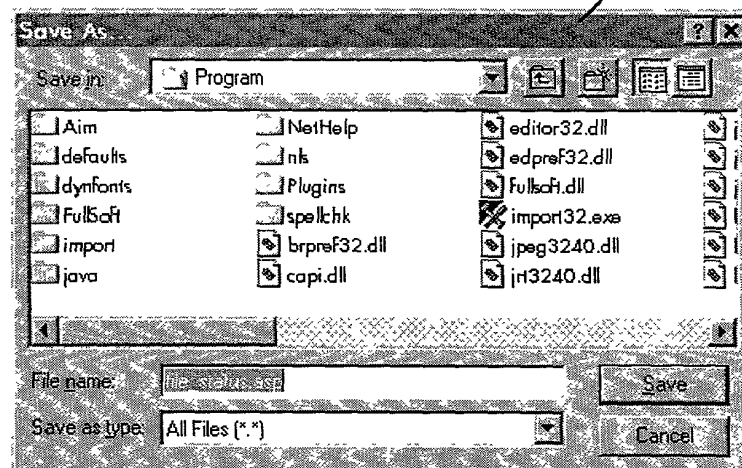 Save As...
Save in: Program
Aim NetHelp editor32.dll
defaults nls edpref32.dll
dynfonts Plugins fullsoft.dll
FullSoft spellchk import32.exe
import brpref32.dll jpeg3240.dll
java capi.dll jrt3240.dll
File name: file_status.asp Save
Save as type: All Files (*.*) Cancel